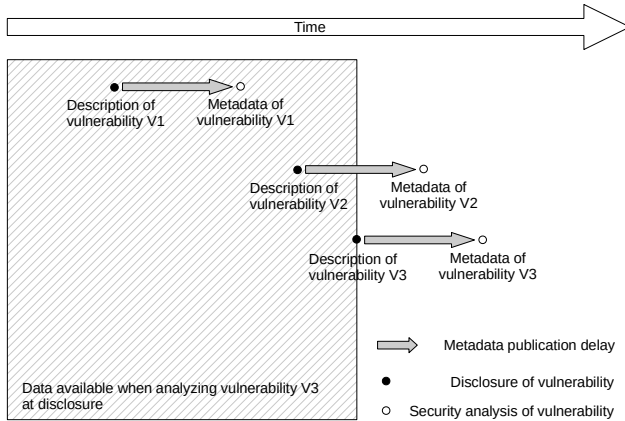 Time
Description of
vulnerability V1
Metadata of
vulnerability V1
Description of
vulnerability V2
Metadata of
vulnerability V2
Description of
vulnerability V3
Metadata of
vulnerability V3
Metadata publication delay
Disclosure of vulnerability
Security analysis of vulnerability
Data available when analyzing vulnerability V3
at disclosure